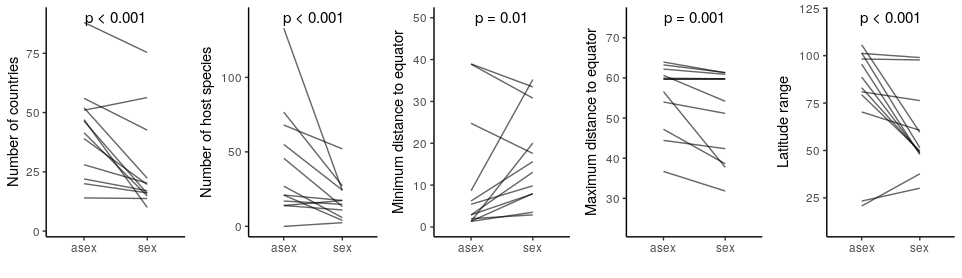 p < 0.001
Number of countries
75
50
25
0
asex
sex
p < 0.001
Number of host species
100
50
0
asex
sex
p = 0.01
Minimum distance to equator
50
40
30
20
10
0
asex
sex
p = 0.001
Maximum distance to equator
70
60
50
40
30
asex
sex
p < 0.001
Latitude range
125
100
75
50
25
asex
sex